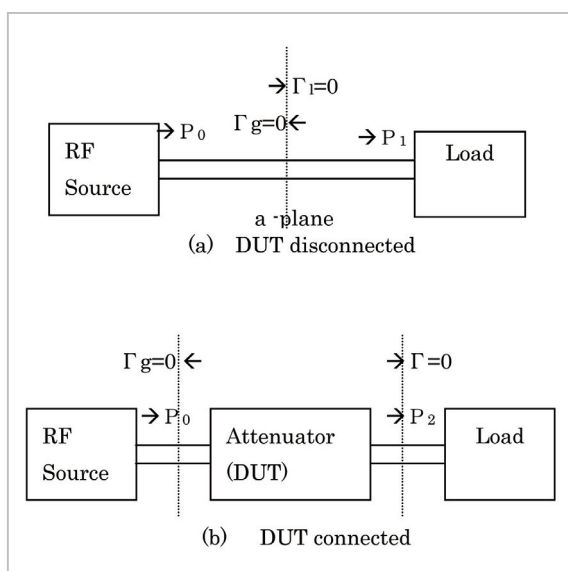 Γl=0
Γg=0
P0
P1
RF
Source
Load
a -plane
(a) DUT disconnected
Γg=0
Γ=0
P0
P2
RF
Source
Attenuator
(DUT)
Load
(b) DUT connected